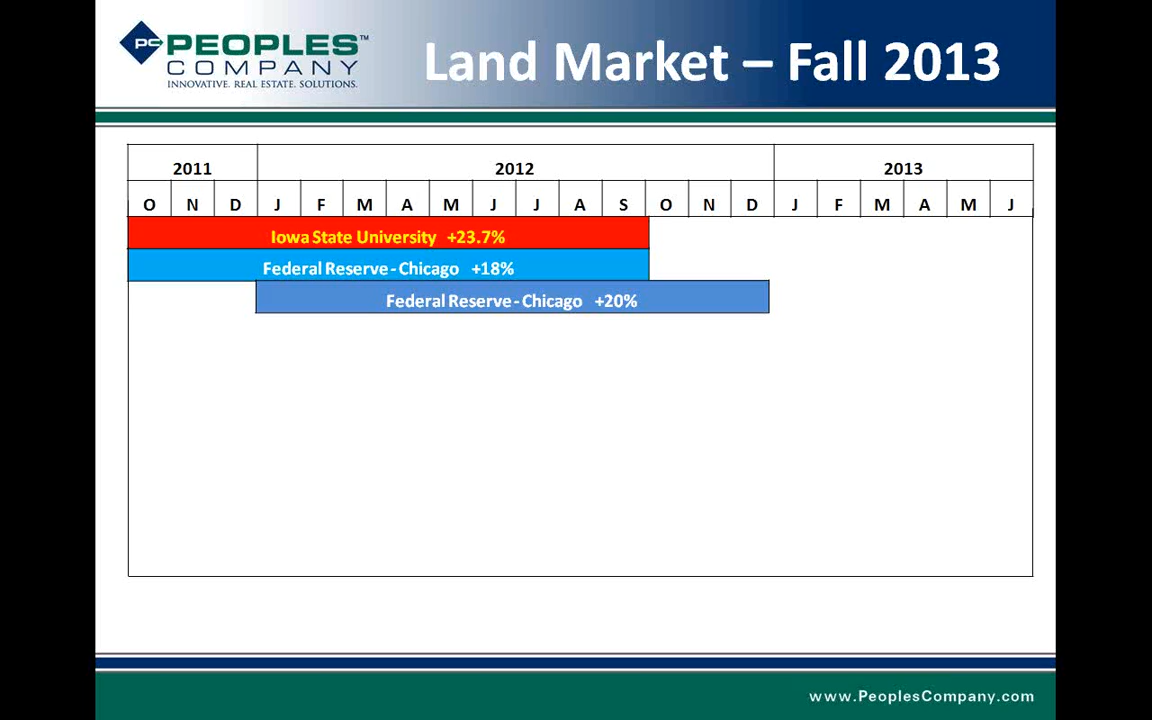 PC PEOPLES™
COMPANY
INNOVATIVE. REAL ESTATE. SOLUTIONS.
Land Market – Fall 2013
2011 2012 2013
O N D J F M A M J J A S O N D J F M A M J
Iowa State University +23.7%
Federal Reserve - Chicago +18%
Federal Reserve - Chicago +20%
www.PeoplesCompany.com